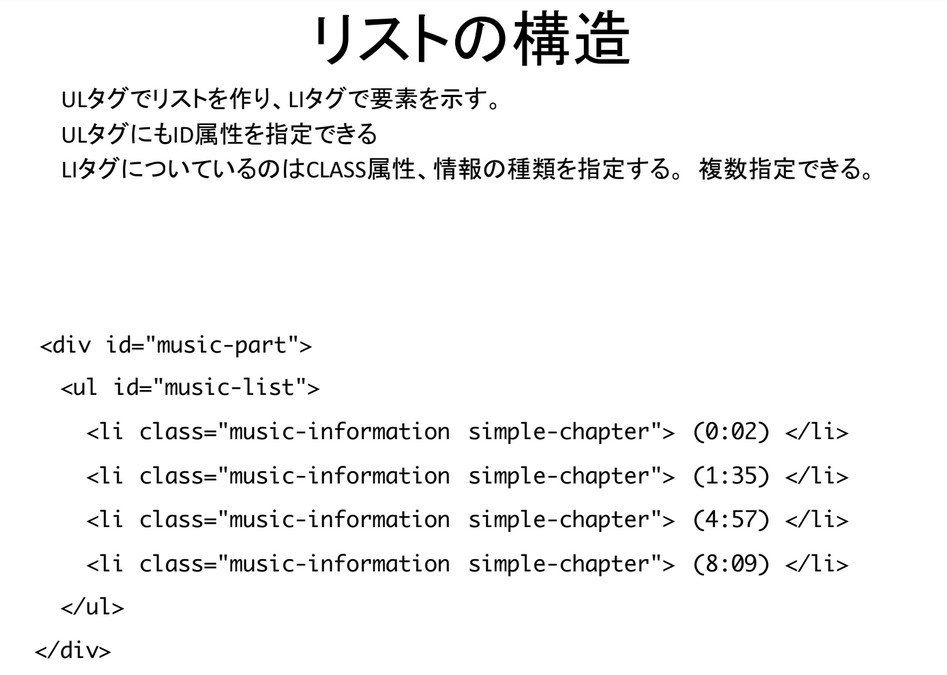 リストの構造
ULタグでリストを作り、LIタグで要素を示す。
ULタグにもID属性を指定できる
LIタグについているのはCLASS属性、情報の種類を指定する。 複数指定できる。
<div id="music-part">
<ul id="music-list">
<li class="music-information simple-chapter"> (0:02) </li>
<li class="music-information simple-chapter"> (1:35) </li>
<li class="music-information simple-chapter"> (4:57) </li>
<li class="music-information simple-chapter"> (8:09) </li>
</ul>
</div>